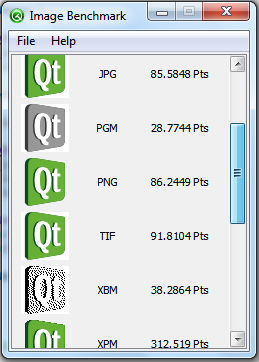 Image Benchmark
File Help
Qt JPG 85.5848 Pts
Qt PGM 28.7744 Pts
Qt PNG 86.2449 Pts
Qt TIF 91.8104 Pts
Qt XBM 38.2864 Pts
Qt XPM 312.519 Pts